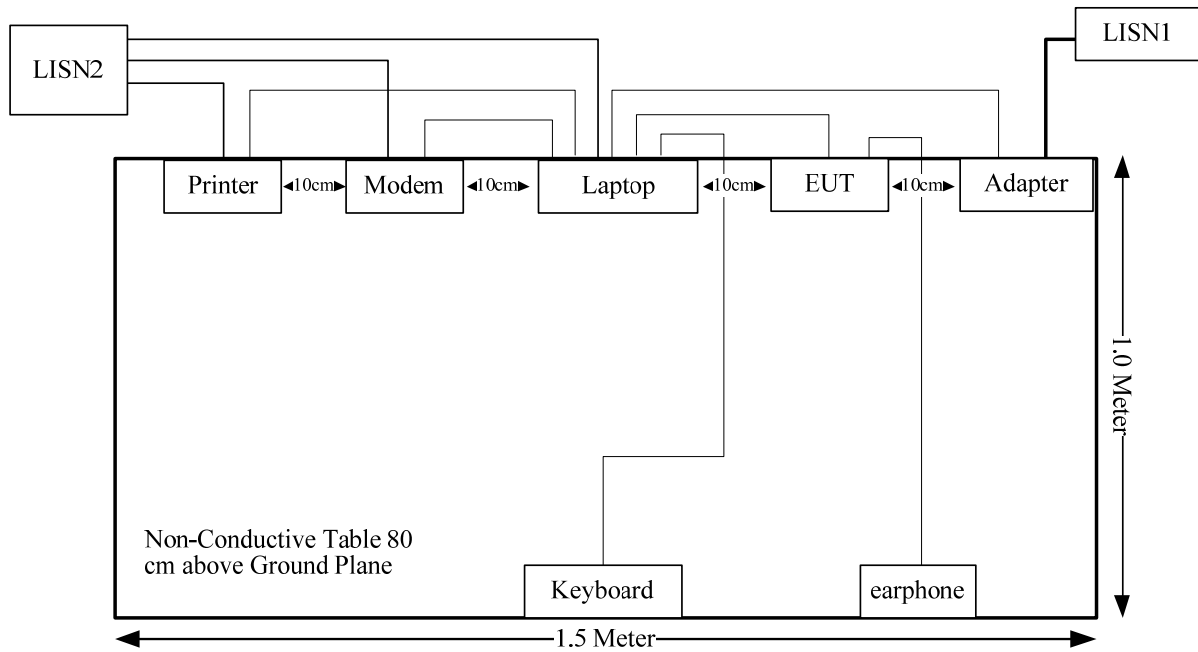 LISN1
LISN2
Printer
10cm
Modem
10cm
Laptop
10cm
EUT
10cm
Adapter
1.0 Meter
Non-Conductive Table 80
cm above Ground Plane
Keyboard
earphone
1.5 Meter